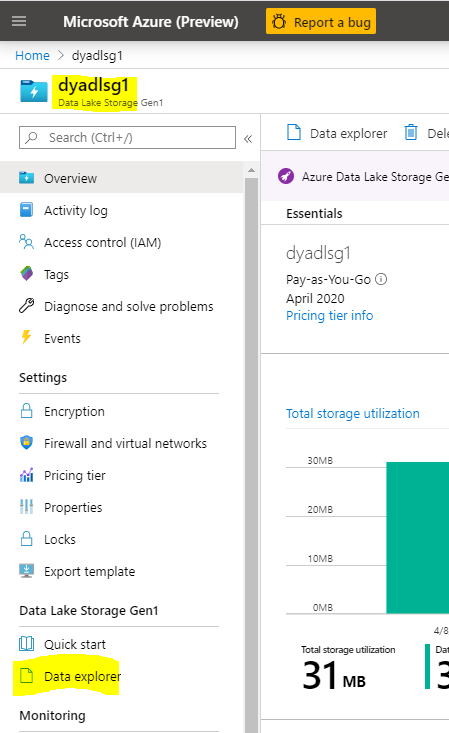 Microsoft Azure (Preview) Report a bug
Home > dyadlsg1
dyadlsg1
Data Lake Storage Gen1
Search (Ctrl+/) «
Data explorer
Overview
Azure Data Lake Storage Ge
Activity log
Essentials
Access control (IAM)
dyadlsg1
Tags
Pay-As-You-Go
April 2020
Diagnose and solve problems
Pricing tier info
Events
Settings
Encryption
Total storage utilization
Firewall and virtual networks
30MB
Pricing tier
Properties
20MB
Locks
10MB
Export template
0MB
Data Lake Storage Gen1
4/8
Quick start
Total storage utilization
31 MB
Data explorer
Monitoring